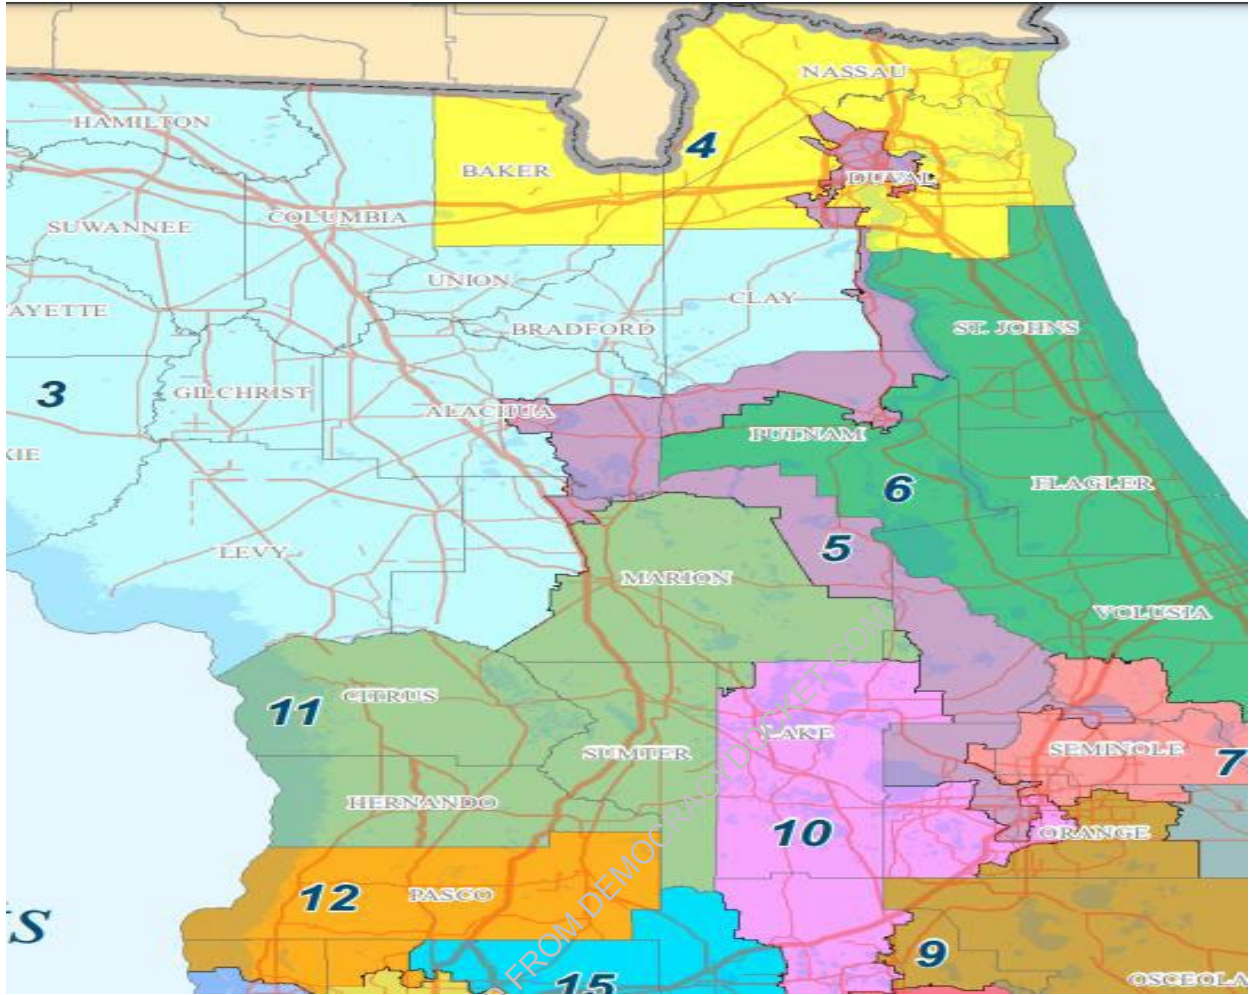 NASSAU
HAMILTON
4
BAKER
DUVAL
COLUMBIA
SUWANNEE
UNION
CLAY
AYETTE
BRADFORD
ST. JOHNS
3
GILCHRIST
ALACHUA
PUTNAM
KIE
6
FLAGLER
5
LEVY
MARION
VOLUSIA
CITRUS
11
LAKE
SUMTER
SEMINOLE
7
HERNANDO
10
ORANGE
12
PASCO
S
9
15
OSCEOLA
FROM DEMOCRACYDOCKET.COM